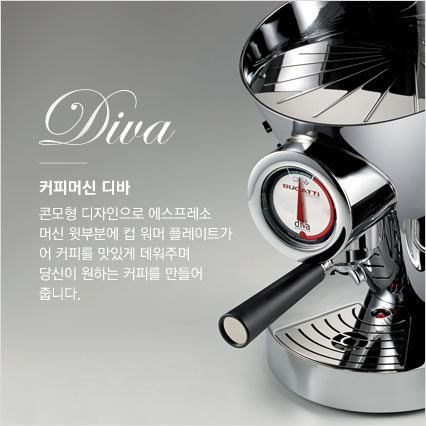 Diva
커피머신 디바
콘모형 디자인으로 에스프레소
머신 윗부분에 컵 워머 플레이트가
어 커피를 맛있게 데워주며
당신이 원하는 커피를 만들어
줍니다.
BUGATTI
diva